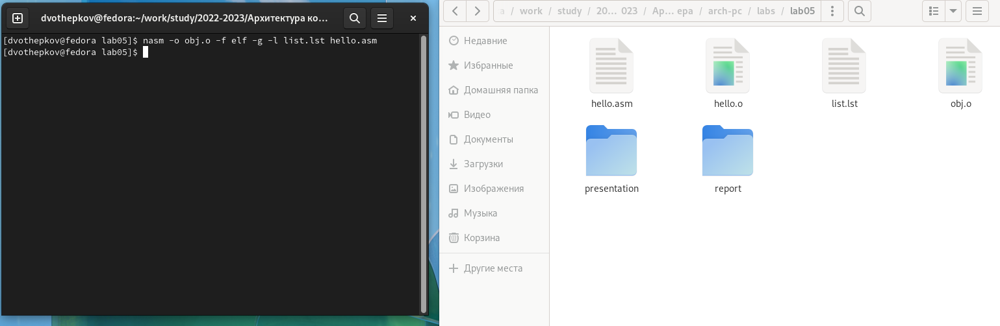 dvothepkov@fedora:~/work/study/2022-2023/Архитектура ко…
[dvothepkov@fedora lab05]$ nasm -o obj.o -f elf -g -l list.lst hello.asm
[dvothepkov@fedora lab05]$
а / work / study / 20… 023 / Ар… ера / arch-pc / labs / lab05
Недавние
Избранные
Домашняя папка
Видео
Документы
Загрузки
Изображения
Музыка
Корзина
Другие места
hello.asm hello.o list.lst obj.o
presentation report